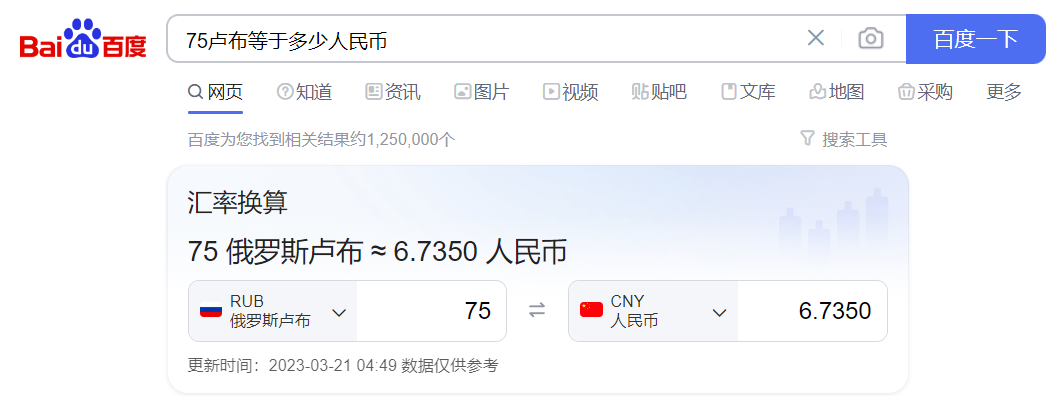 Bai du 百度 75卢布等于多少人民币 百度一下
网页 知道 资讯 图片 视频 贴吧 文库 地图 采购 更多
百度为您找到相关结果约1,250,000个 搜索工具
汇率换算
75 俄罗斯卢布 ≈ 6.7350 人民币
RUB
俄罗斯卢布
75
CNY
人民币
6.7350
更新时间：2023-03-21 04:49 数据仅供参考